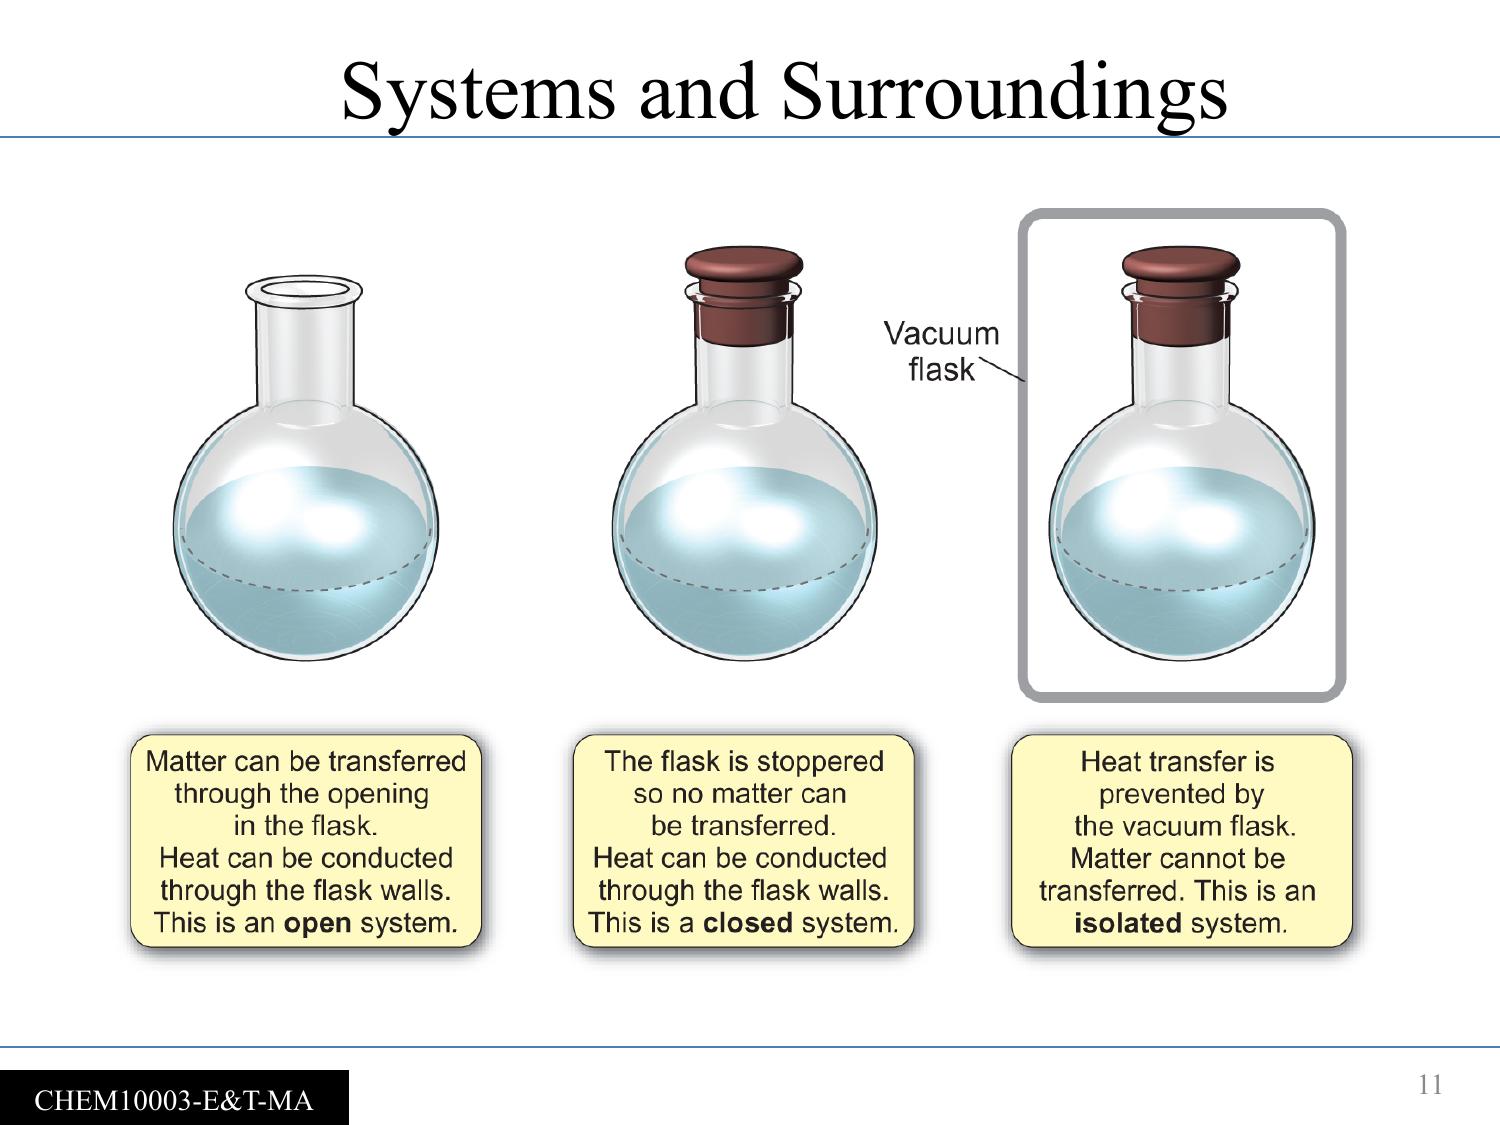 Systems and Surroundings
Vacuum
flask
Matter can be transferred
through the opening
in the flask.
Heat can be conducted
through the flask walls.
This is an open system.
The flask is stoppered
so no matter can
be transferred.
Heat can be conducted
through the flask walls.
This is a closed system.
Heat transfer is
prevented by
the vacuum flask.
Matter cannot be
transferred. This is an
isolated system.
CHEM10003-E&T-MA
11